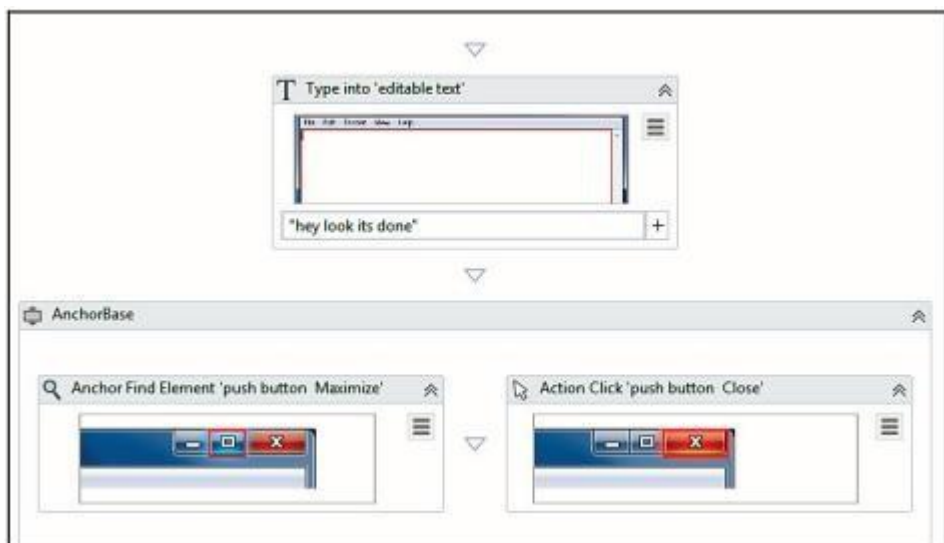 Type into 'editable text'
"hey look its done"
AnchorBase
Anchor Find Element 'push button Maximize'
Action Click 'push button Close'